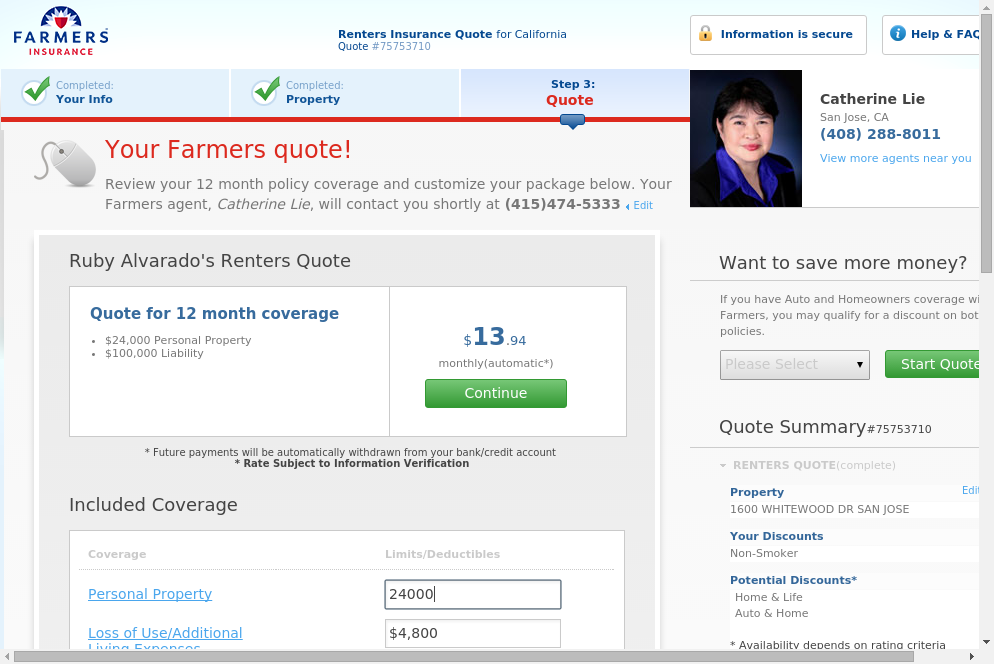 FARMERS
INSURANCE
Renters Insurance Quote for California
Quote #75753710
Information is secure
Help & FAQ
Completed:
Your Info
Completed:
Property
Step 3:
Quote
Catherine Lie
San Jose, CA
(408) 288-8011
View more agents near you
Your Farmers quote!
Review your 12 month policy coverage and customize your package below. Your
Farmers agent, Catherine Lie, will contact you shortly at (415)474-5333 Edit
Ruby Alvarado's Renters Quote
Quote for 12 month coverage
• $24,000 Personal Property
• $100,000 Liability
$13.94
monthly(automatic*)
Continue
* Future payments will be automatically withdrawn from your bank/credit account
* Rate Subject to Information Verification
Included Coverage
Coverage Limits/Deductibles
Personal Property 24000
Loss of Use/Additional $4,800
Living Expenses
Want to save more money?
If you have Auto and Homeowners coverage wi
Farmers, you may qualify for a discount on bot
policies.
Please Select
Start Quote
Quote Summary#75753710
RENTERS QUOTE(complete)
Property Edit
1600 WHITEWOOD DR SAN JOSE
Your Discounts
Non-Smoker
Potential Discounts*
Home & Life
Auto & Home
* Availability depends on rating criteria